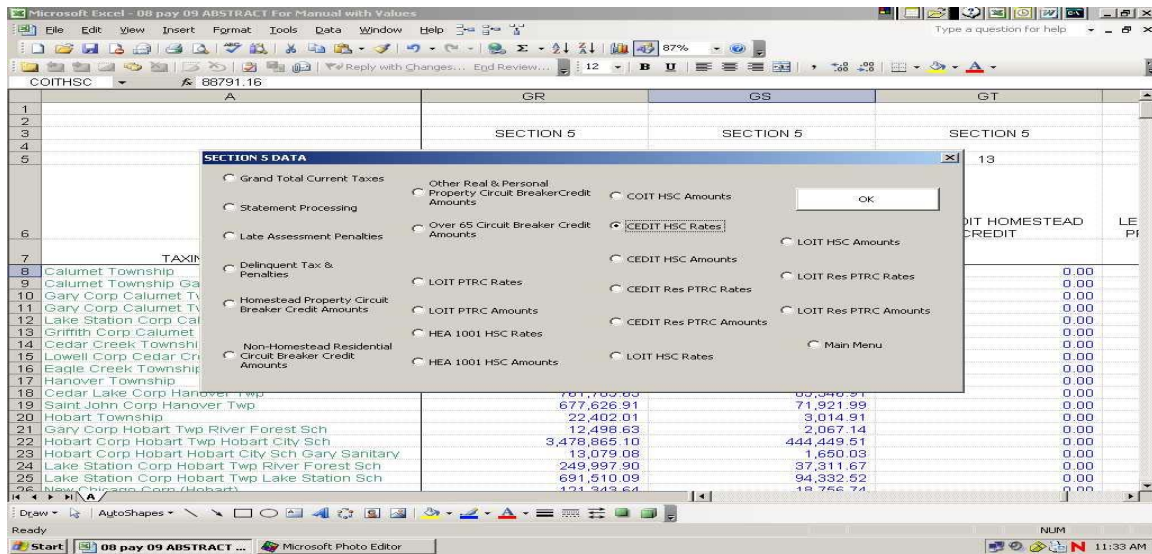 Microsoft Excel - 08 pay 09 ABSTRACT For Manual with Values
File Edit View Insert Format Tools Data Window Help
Type a question for help
87%
Reply with Changes... End Review...
12
B U
COITHSC fx 88791.16
A GR GS GT
1
2
3 SECTION 5 SECTION 5 SECTION 5
4
5 13
6 HOMESTEAD CREDIT
7
SECTION 5 DATA
Grand Total Current Taxes
Statement Processing
Late Assessment Penalties
Delinquent Tax & Penalties
Homestead Property Circuit Breaker Credit Amounts
Non-Homestead Residential Circuit Breaker Credit Amounts
Other Real & Personal Property Circuit BreakerCredit Amounts
Over 65 Circuit Breaker Credit Amounts
LOIT PTRC Rates
LOIT PTRC Amounts
HEA 1001 HSC Rates
HEA 1001 HSC Amounts
COIT HSC Amounts
CEDIT HSC Rates
CEDIT HSC Amounts
CEDIT Res PTRC Rates
CEDIT Res PTRC Amounts
LOIT HSC Rates
OK
LOIT HSC Amounts
LOIT Res PTRC Rates
LOIT Res PTRC Amounts
Main Menu
8 Calumet Township 0.00
9 Calumet Township Ga 0.00
10 Gary Corp Calumet 0.00
11 Gary Corp Calumet 0.00
12 Lake Station Corp Cal 0.00
13 Griffith Corp Calumet 0.00
14 Cedar Creek Townshi 0.00
15 Lowell Corp Cedar Cr 0.00
16 Eagle Creek Township 0.00
17 Hanover Township 0.00
18 Cedar Lake Corp Hanover Twp 0.00
19 Saint John Corp Hanover Twp 677,626.91 71,921.99 0.00
20 Hobart Township 22,402.01 3,014.91 0.00
21 Gary Corp Hobart Twp River Forest Sch 12,498.63 2,067.14 0.00
22 Hobart Corp Hobart Twp Hobart City Sch 3,478,865.10 444,449.51 0.00
23 Hobart Corp Hobart Hobart City Sch Gary Sanitary 13,079.08 1,650.03 0.00
24 Lake Station Corp Hobart Twp River Forest Sch 249,997.90 37,311.67 0.00
25 Lake Station Corp Hobart Twp Lake Station Sch 691,510.09 94,332.52 0.00
26 New Chicago Corp (Hobart) 121,343.64 18,756.74 0.00
A
Draw AutoShapes
Ready NUM
Start 08 pay 09 ABSTRACT ... Microsoft Photo Editor 11:33 AM